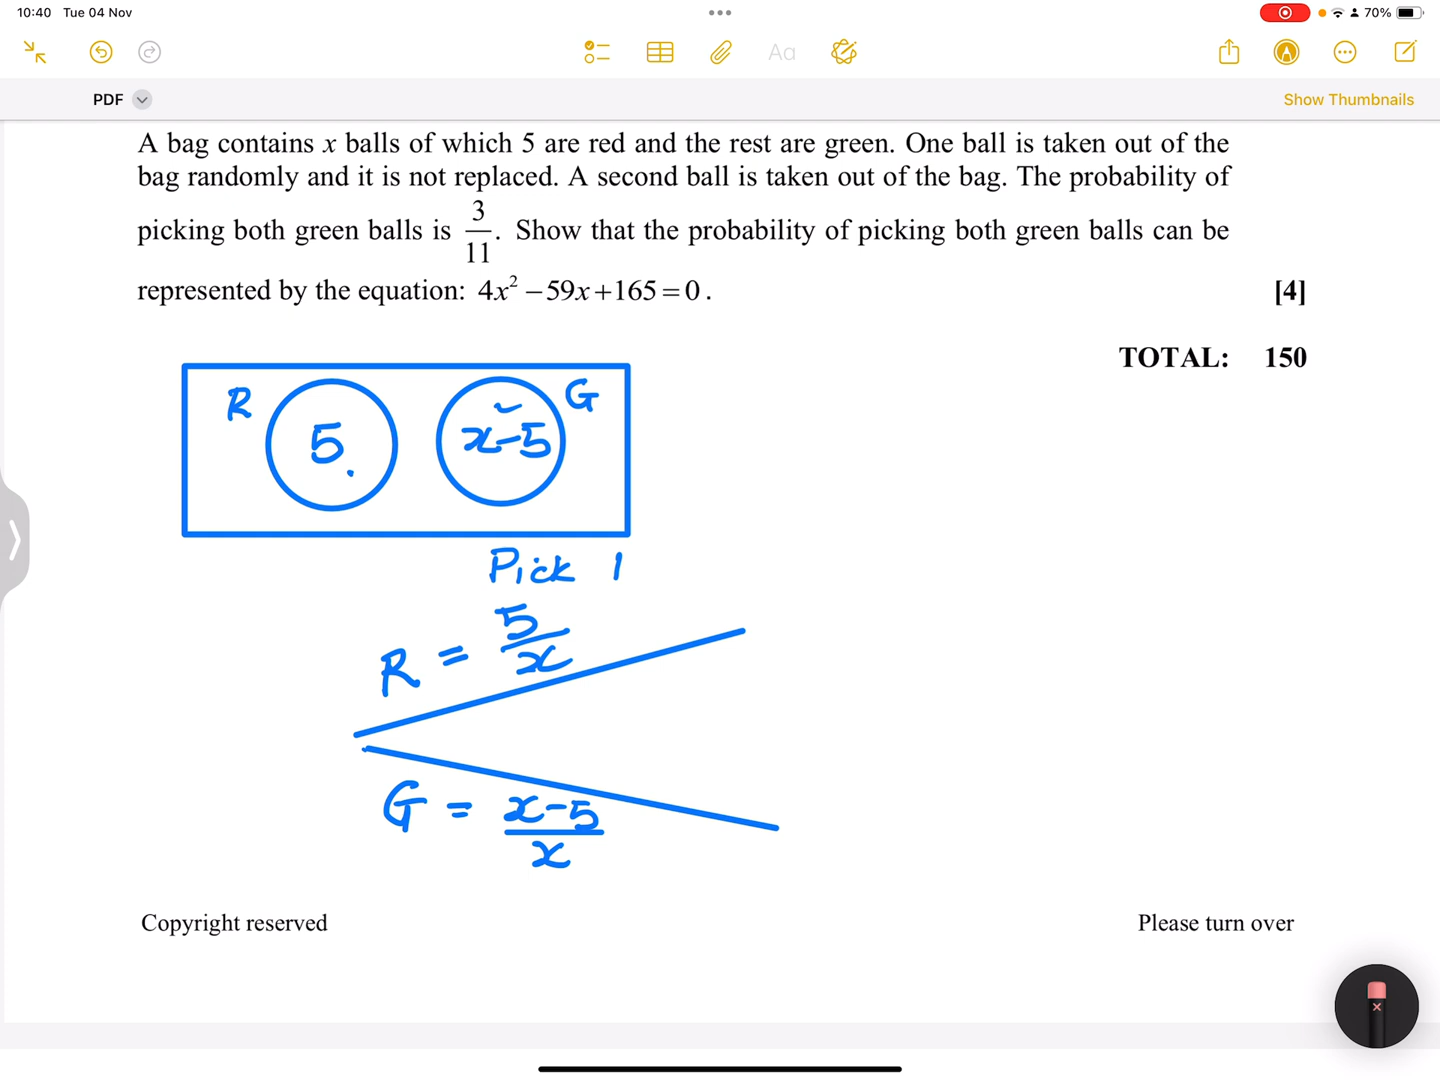 10:40 Tue 04 Nov
70%
Aa
PDF
Show Thumbnails
A bag contains x balls of which 5 are red and the rest are green. One ball is taken out of the
bag randomly and it is not replaced. A second ball is taken out of the bag. The probability of
picking both green balls is 3/11. Show that the probability of picking both green balls can be
represented by the equation: 4x² − 59x + 165 = 0. [4]
TOTAL: 150
R 5 x-5 G
Pick 1
R = 5/x
G = x-5/x
Copyright reserved Please turn over